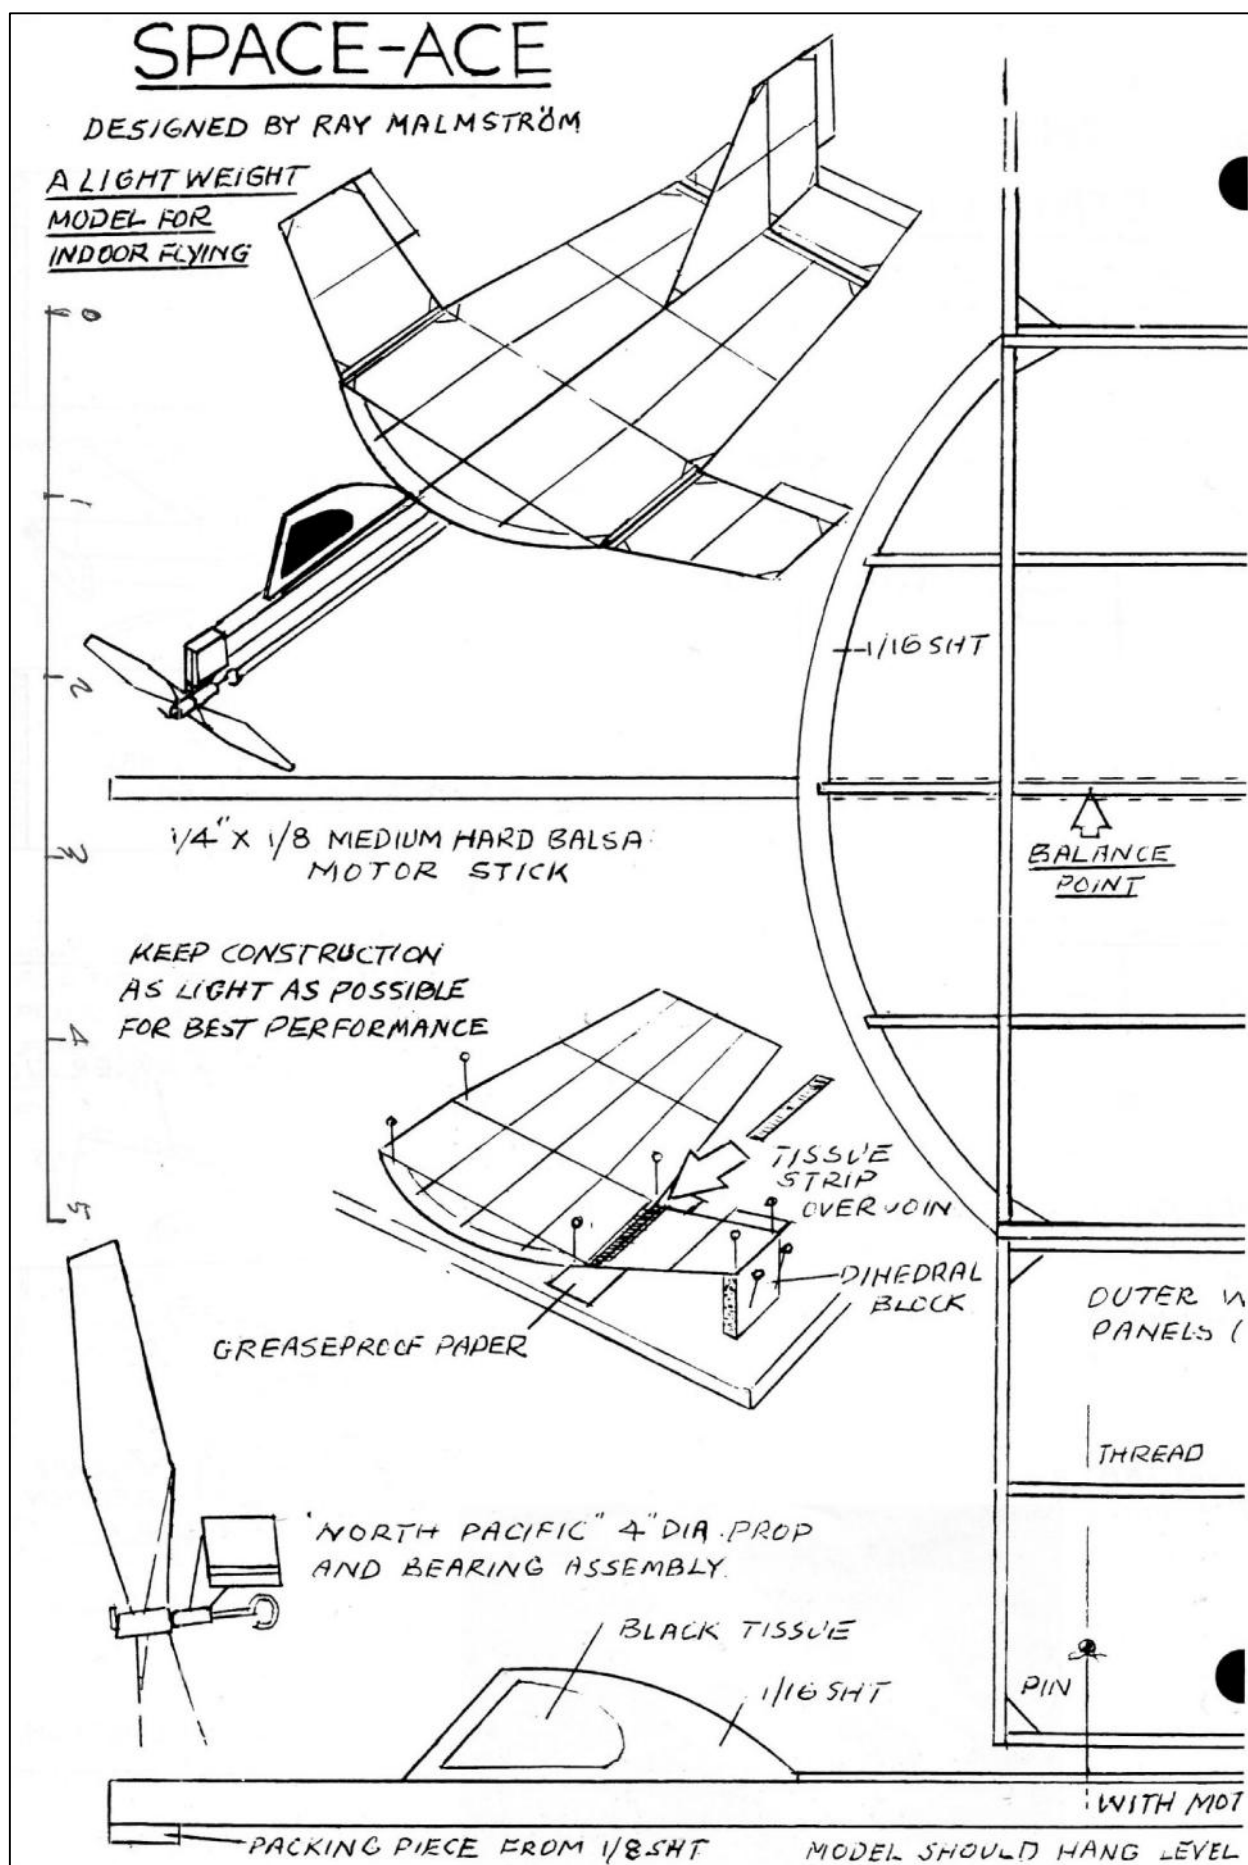 SPACE-ACE
DESIGNED BY RAY MALMSTRÖM
A LIGHT WEIGHT
MODEL FOR
INDOOR FLYING
0
1
2
3
4
5
1/16 SHT
1/4" X 1/8 MEDIUM HARD BALSA
MOTOR STICK
BALANCE
POINT
KEEP CONSTRUCTION
AS LIGHT AS POSSIBLE
FOR BEST PERFORMANCE
TISSUE
STRIP
OVER JOIN
DIHEDRAL
BLOCK
GREASEPROOF PAPER
OUTER W
PANELS (
THREAD
"NORTH PACIFIC" 4" DIA. PROP
AND BEARING ASSEMBLY.
BLACK TISSUE
1/16 SHT
PIN
WITH MOT
PACKING PIECE FROM 1/8 SHT
MODEL SHOULD HANG LEVEL